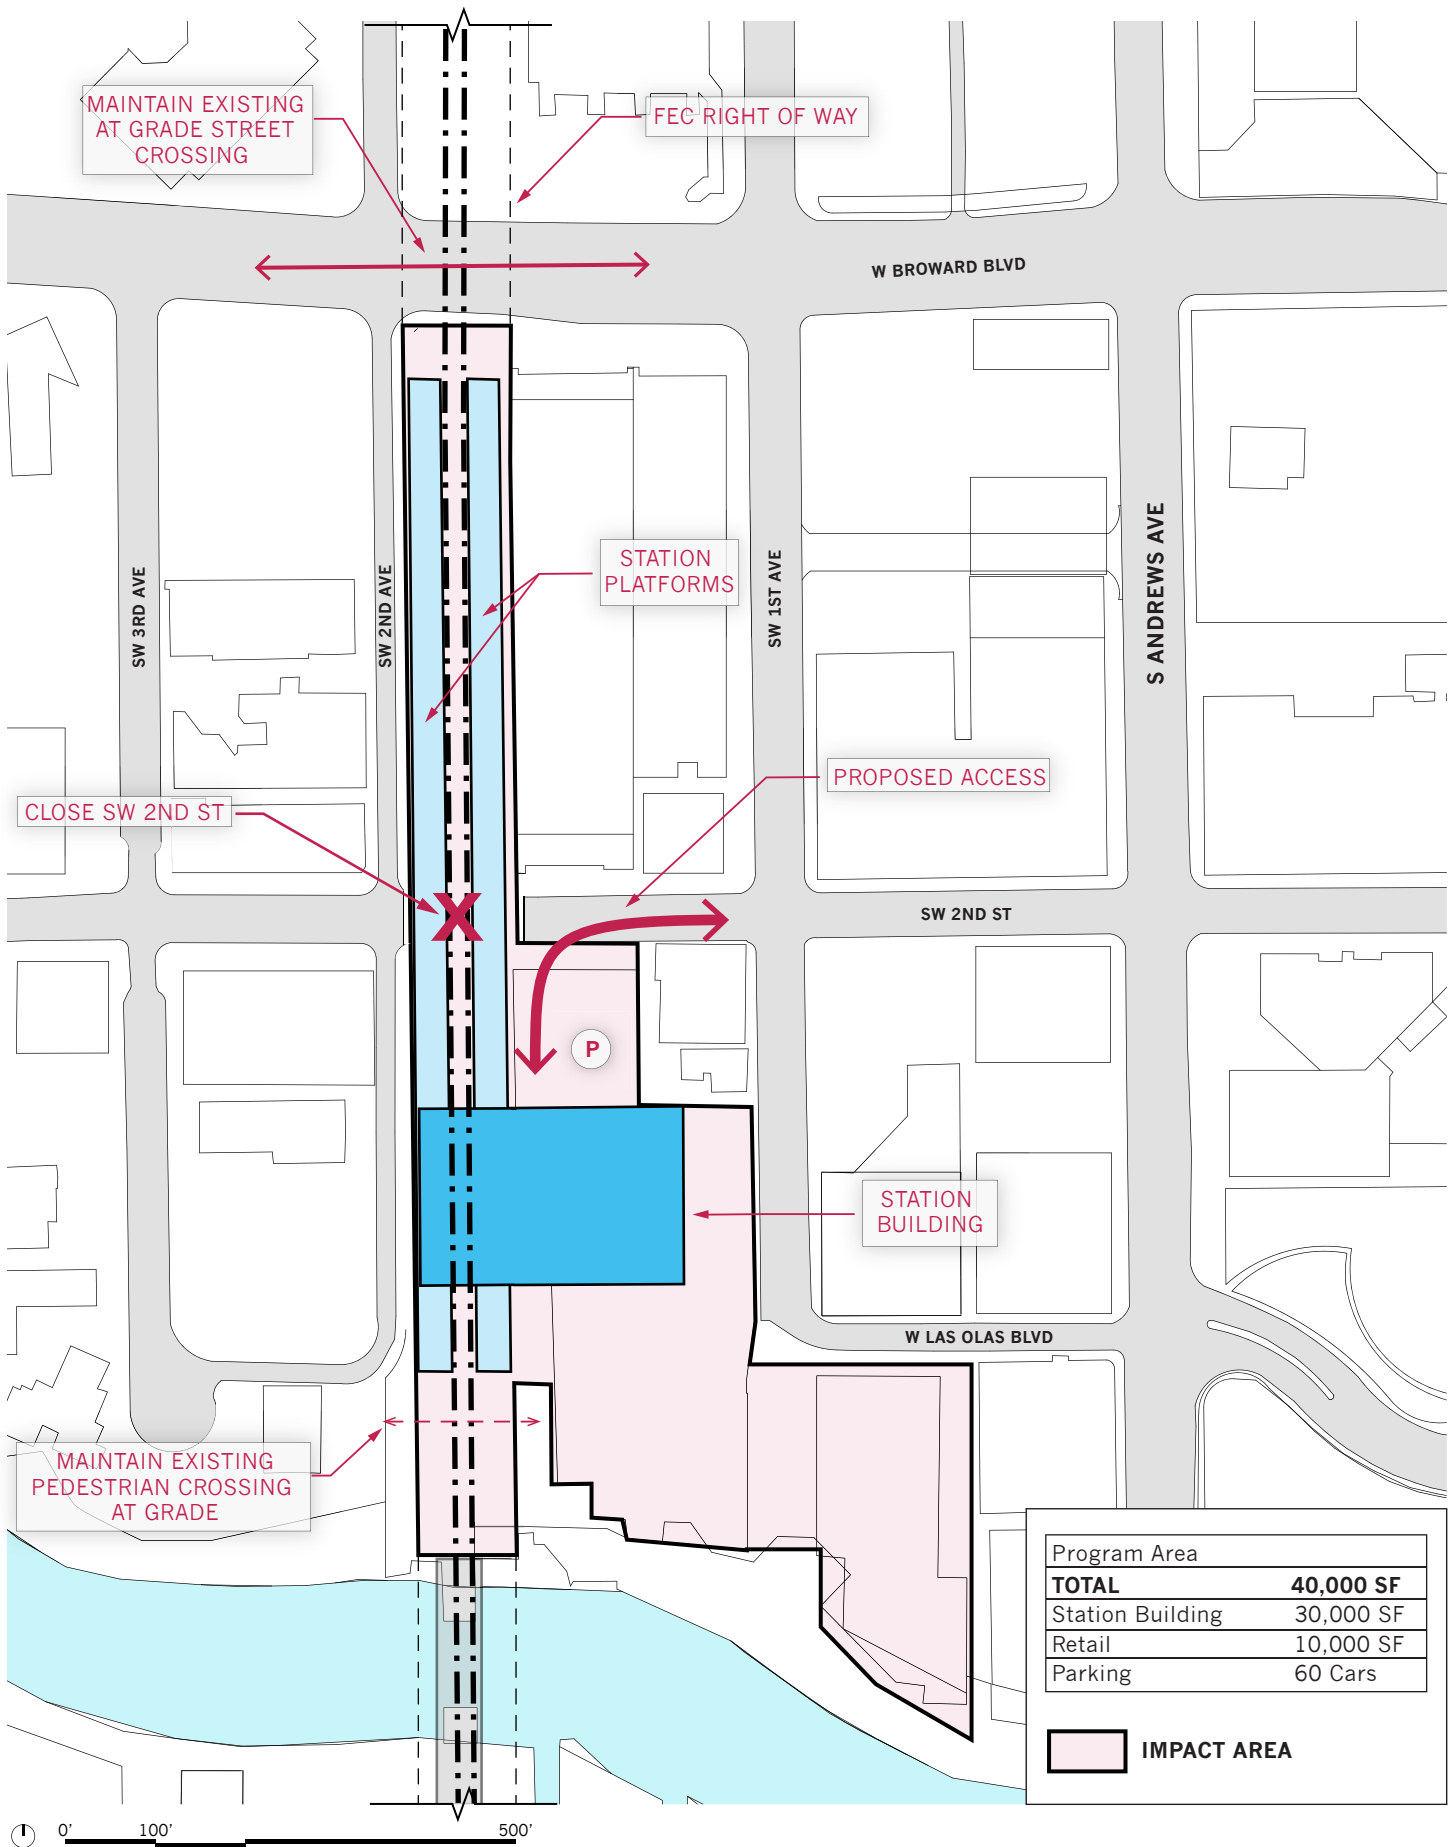 MAINTAIN EXISTING
AT GRADE STREET
CROSSING
FEC RIGHT OF WAY
W BROWARD BLVD
STATION
PLATFORMS
SW 3RD AVE
SW 2ND AVE
SW 1ST AVE
S ANDREWS AVE
PROPOSED ACCESS
CLOSE SW 2ND ST
X
SW 2ND ST
P
STATION
BUILDING
W LAS OLAS BLVD
MAINTAIN EXISTING
PEDESTRIAN CROSSING
AT GRADE
Program Area
TOTAL 40,000 SF
Station Building 30,000 SF
Retail 10,000 SF
Parking 60 Cars
IMPACT AREA
0' 100' 500'